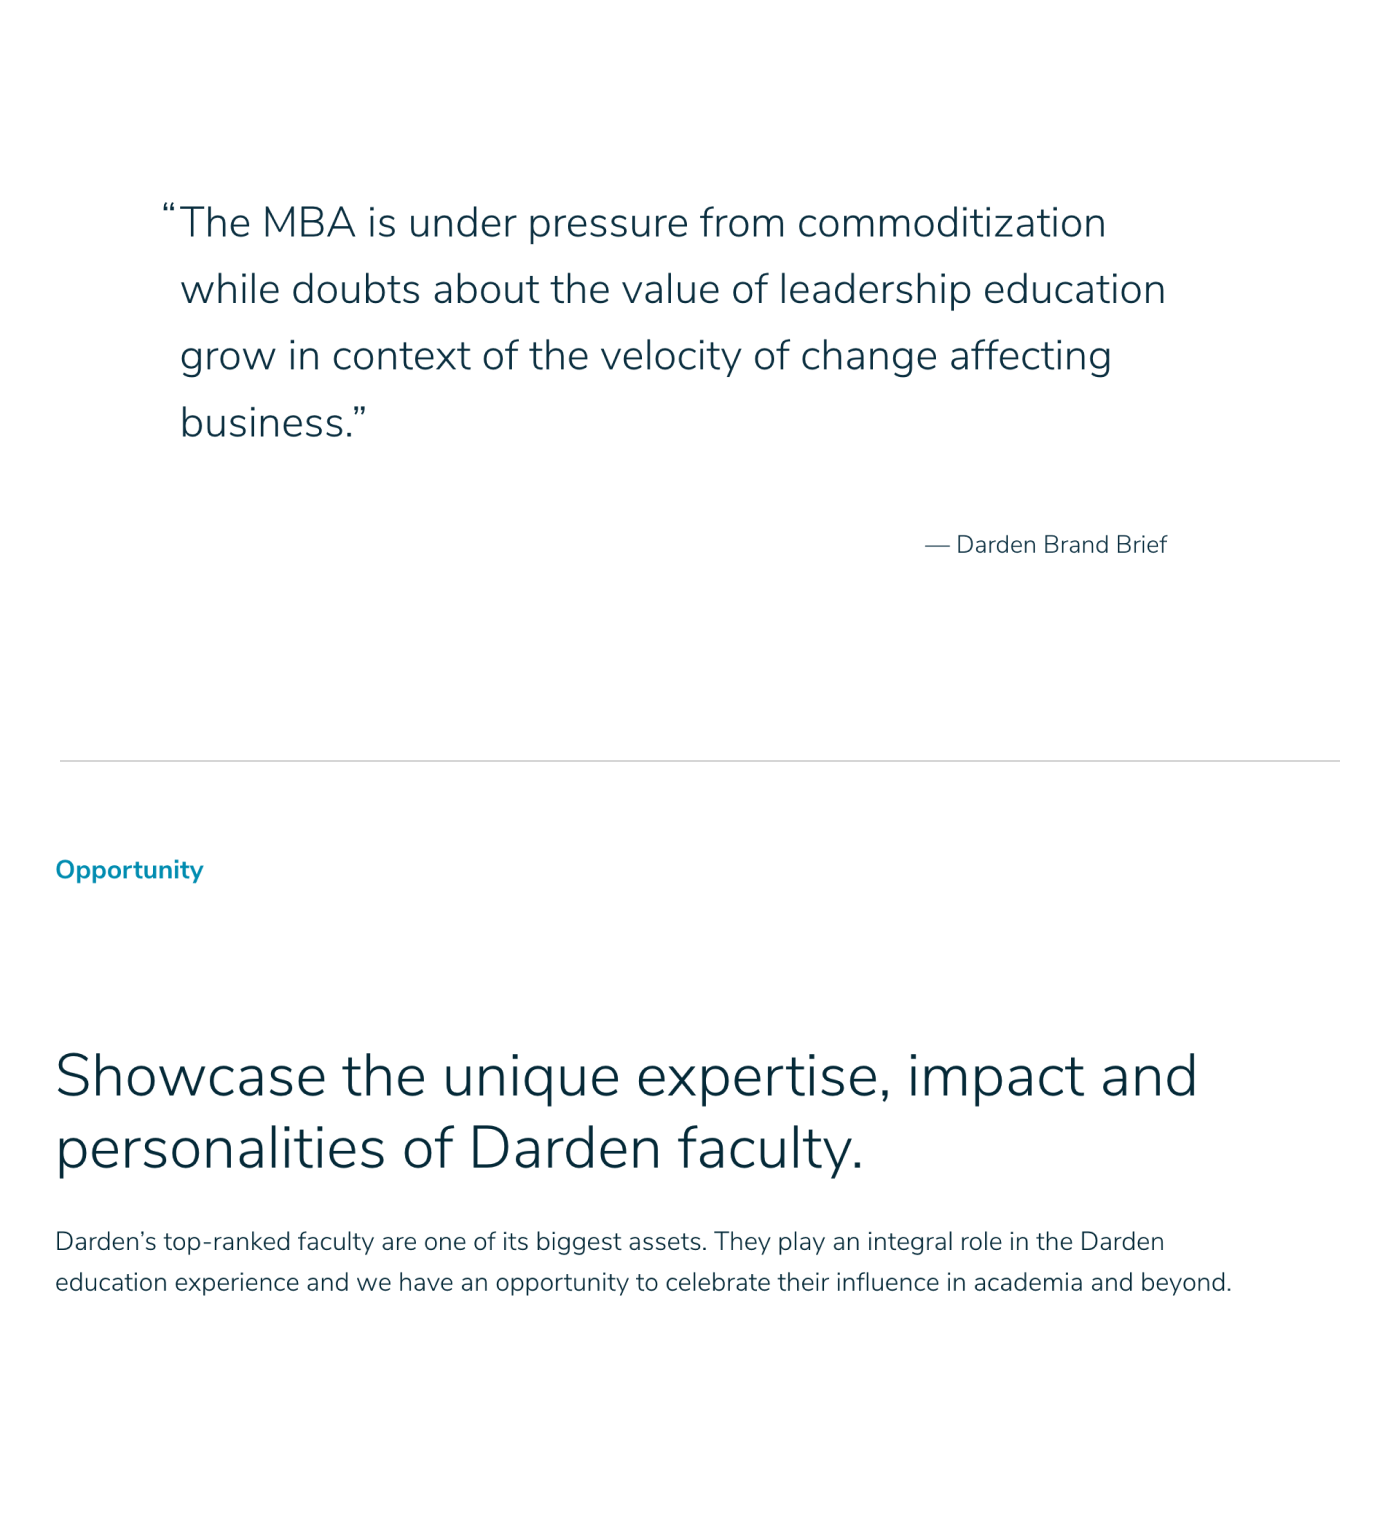 “The MBA is under pressure from commoditization
while doubts about the value of leadership education
grow in context of the velocity of change affecting
business.”
— Darden Brand Brief
Opportunity
Showcase the unique expertise, impact and
personalities of Darden faculty.
Darden’s top-ranked faculty are one of its biggest assets. They play an integral role in the Darden
education experience and we have an opportunity to celebrate their influence in academia and beyond.